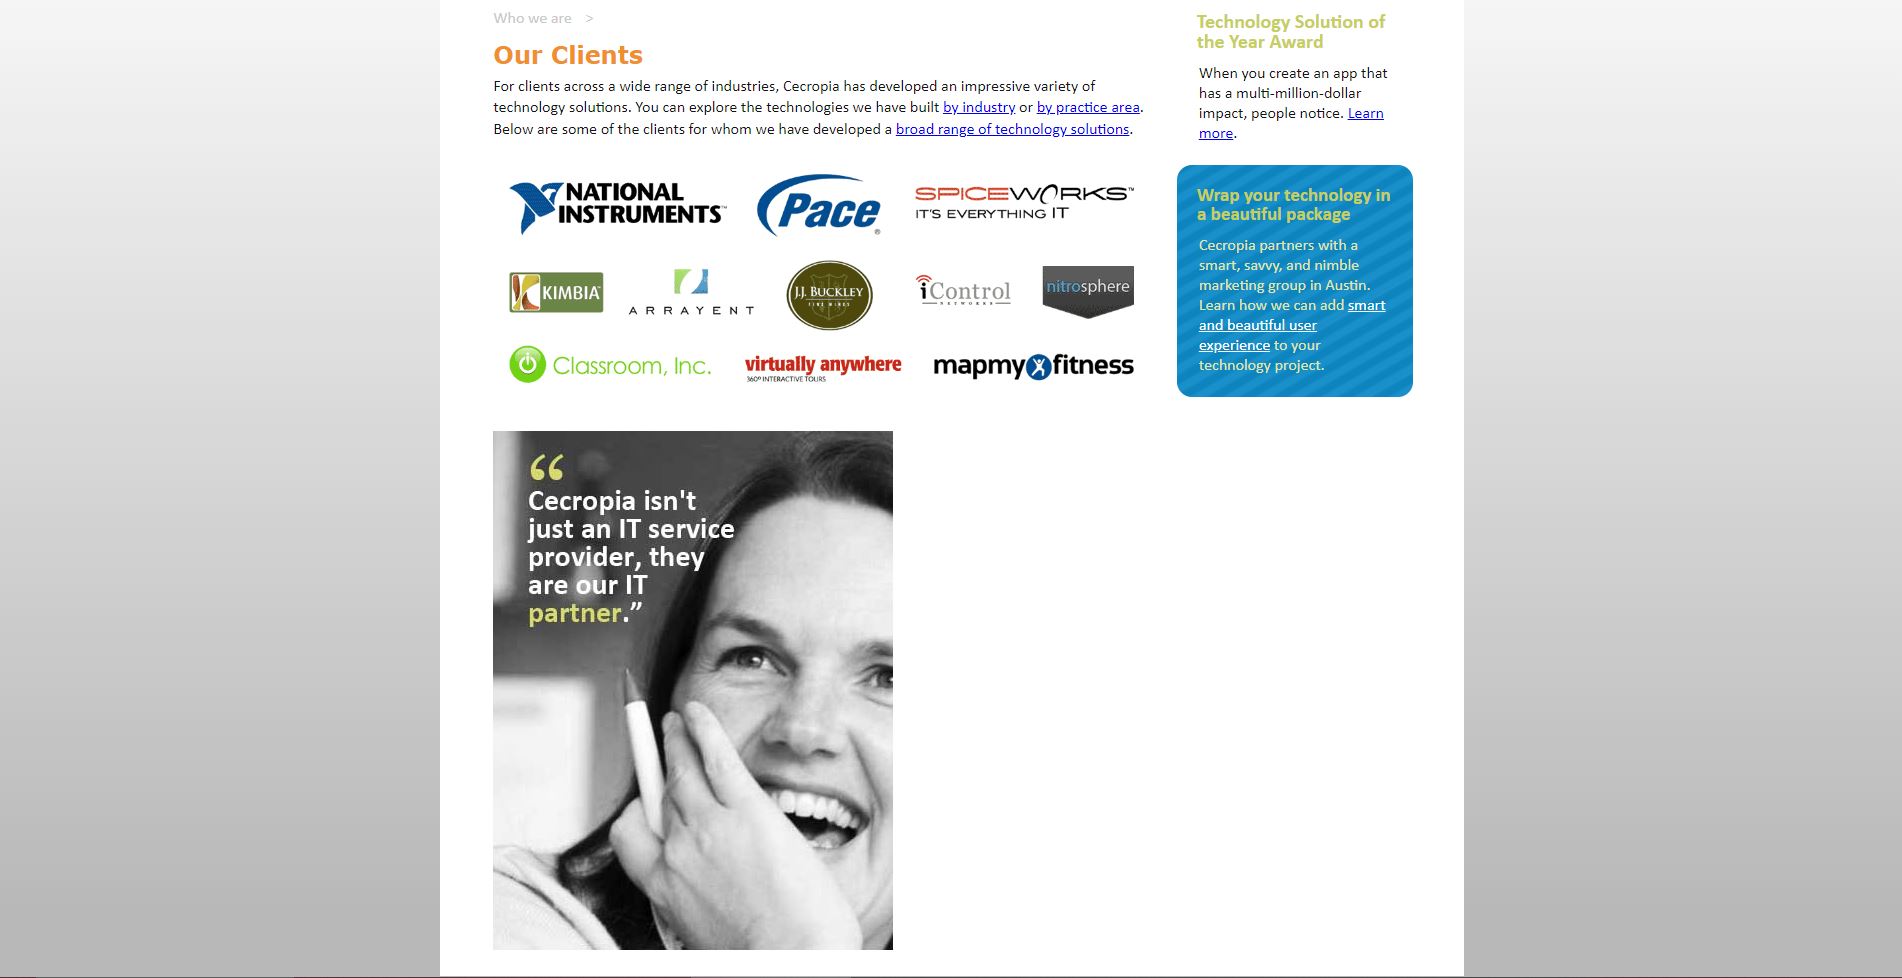 Who we are >
Our Clients
For clients across a wide range of industries, Cecropia has developed an impressive variety of
technology solutions. You can explore the technologies we have built by industry or by practice area.
Below are some of the clients for whom we have developed a broad range of technology solutions.
NATIONAL
INSTRUMENTS™
Pace®
SPICEWORKS™
IT'S EVERYTHING IT
KIMBIA™
ARRAYENT
J.J. BUCKLEY
FINE WINES
iControl
NETWORKS
nitrosphere
Classroom, Inc.
virtually anywhere
360º INTERACTIVE TOURS
mapmyfitness
“
Cecropia isn't
just an IT service
provider, they
are our IT
partner.”
Technology Solution of
the Year Award
When you create an app that
has a multi-million-dollar
impact, people notice. Learn
more.
Wrap your technology in
a beautiful package
Cecropia partners with a
smart, savvy, and nimble
marketing group in Austin.
Learn how we can add smart
and beautiful user
experience to your
technology project.